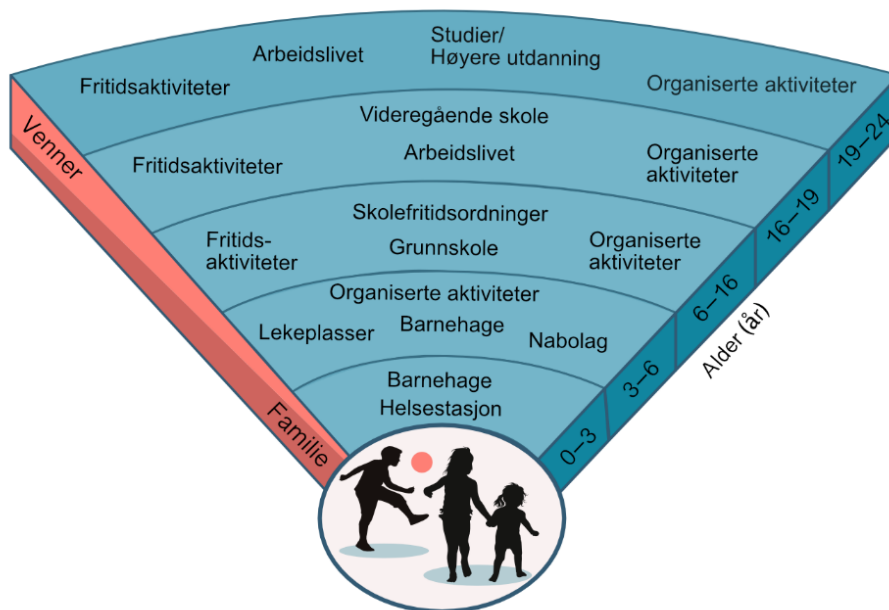 Studier/
Høyere utdanning
Arbeidslivet
Fritidsaktiviteter
Organiserte aktiviteter
Videregående skole
Fritidsaktiviteter
Arbeidslivet
Organiserte
aktiviteter
Skolefritidsordninger
Fritids-
aktiviteter
Grunnskole
Organiserte
aktiviteter
Organiserte aktiviteter
Lekeplasser
Barnehage
Nabolag
Barnehage
Helsestasjon
Venner
Familie
19–24
16–19
6–16
3–6
0–3
Alder (år)